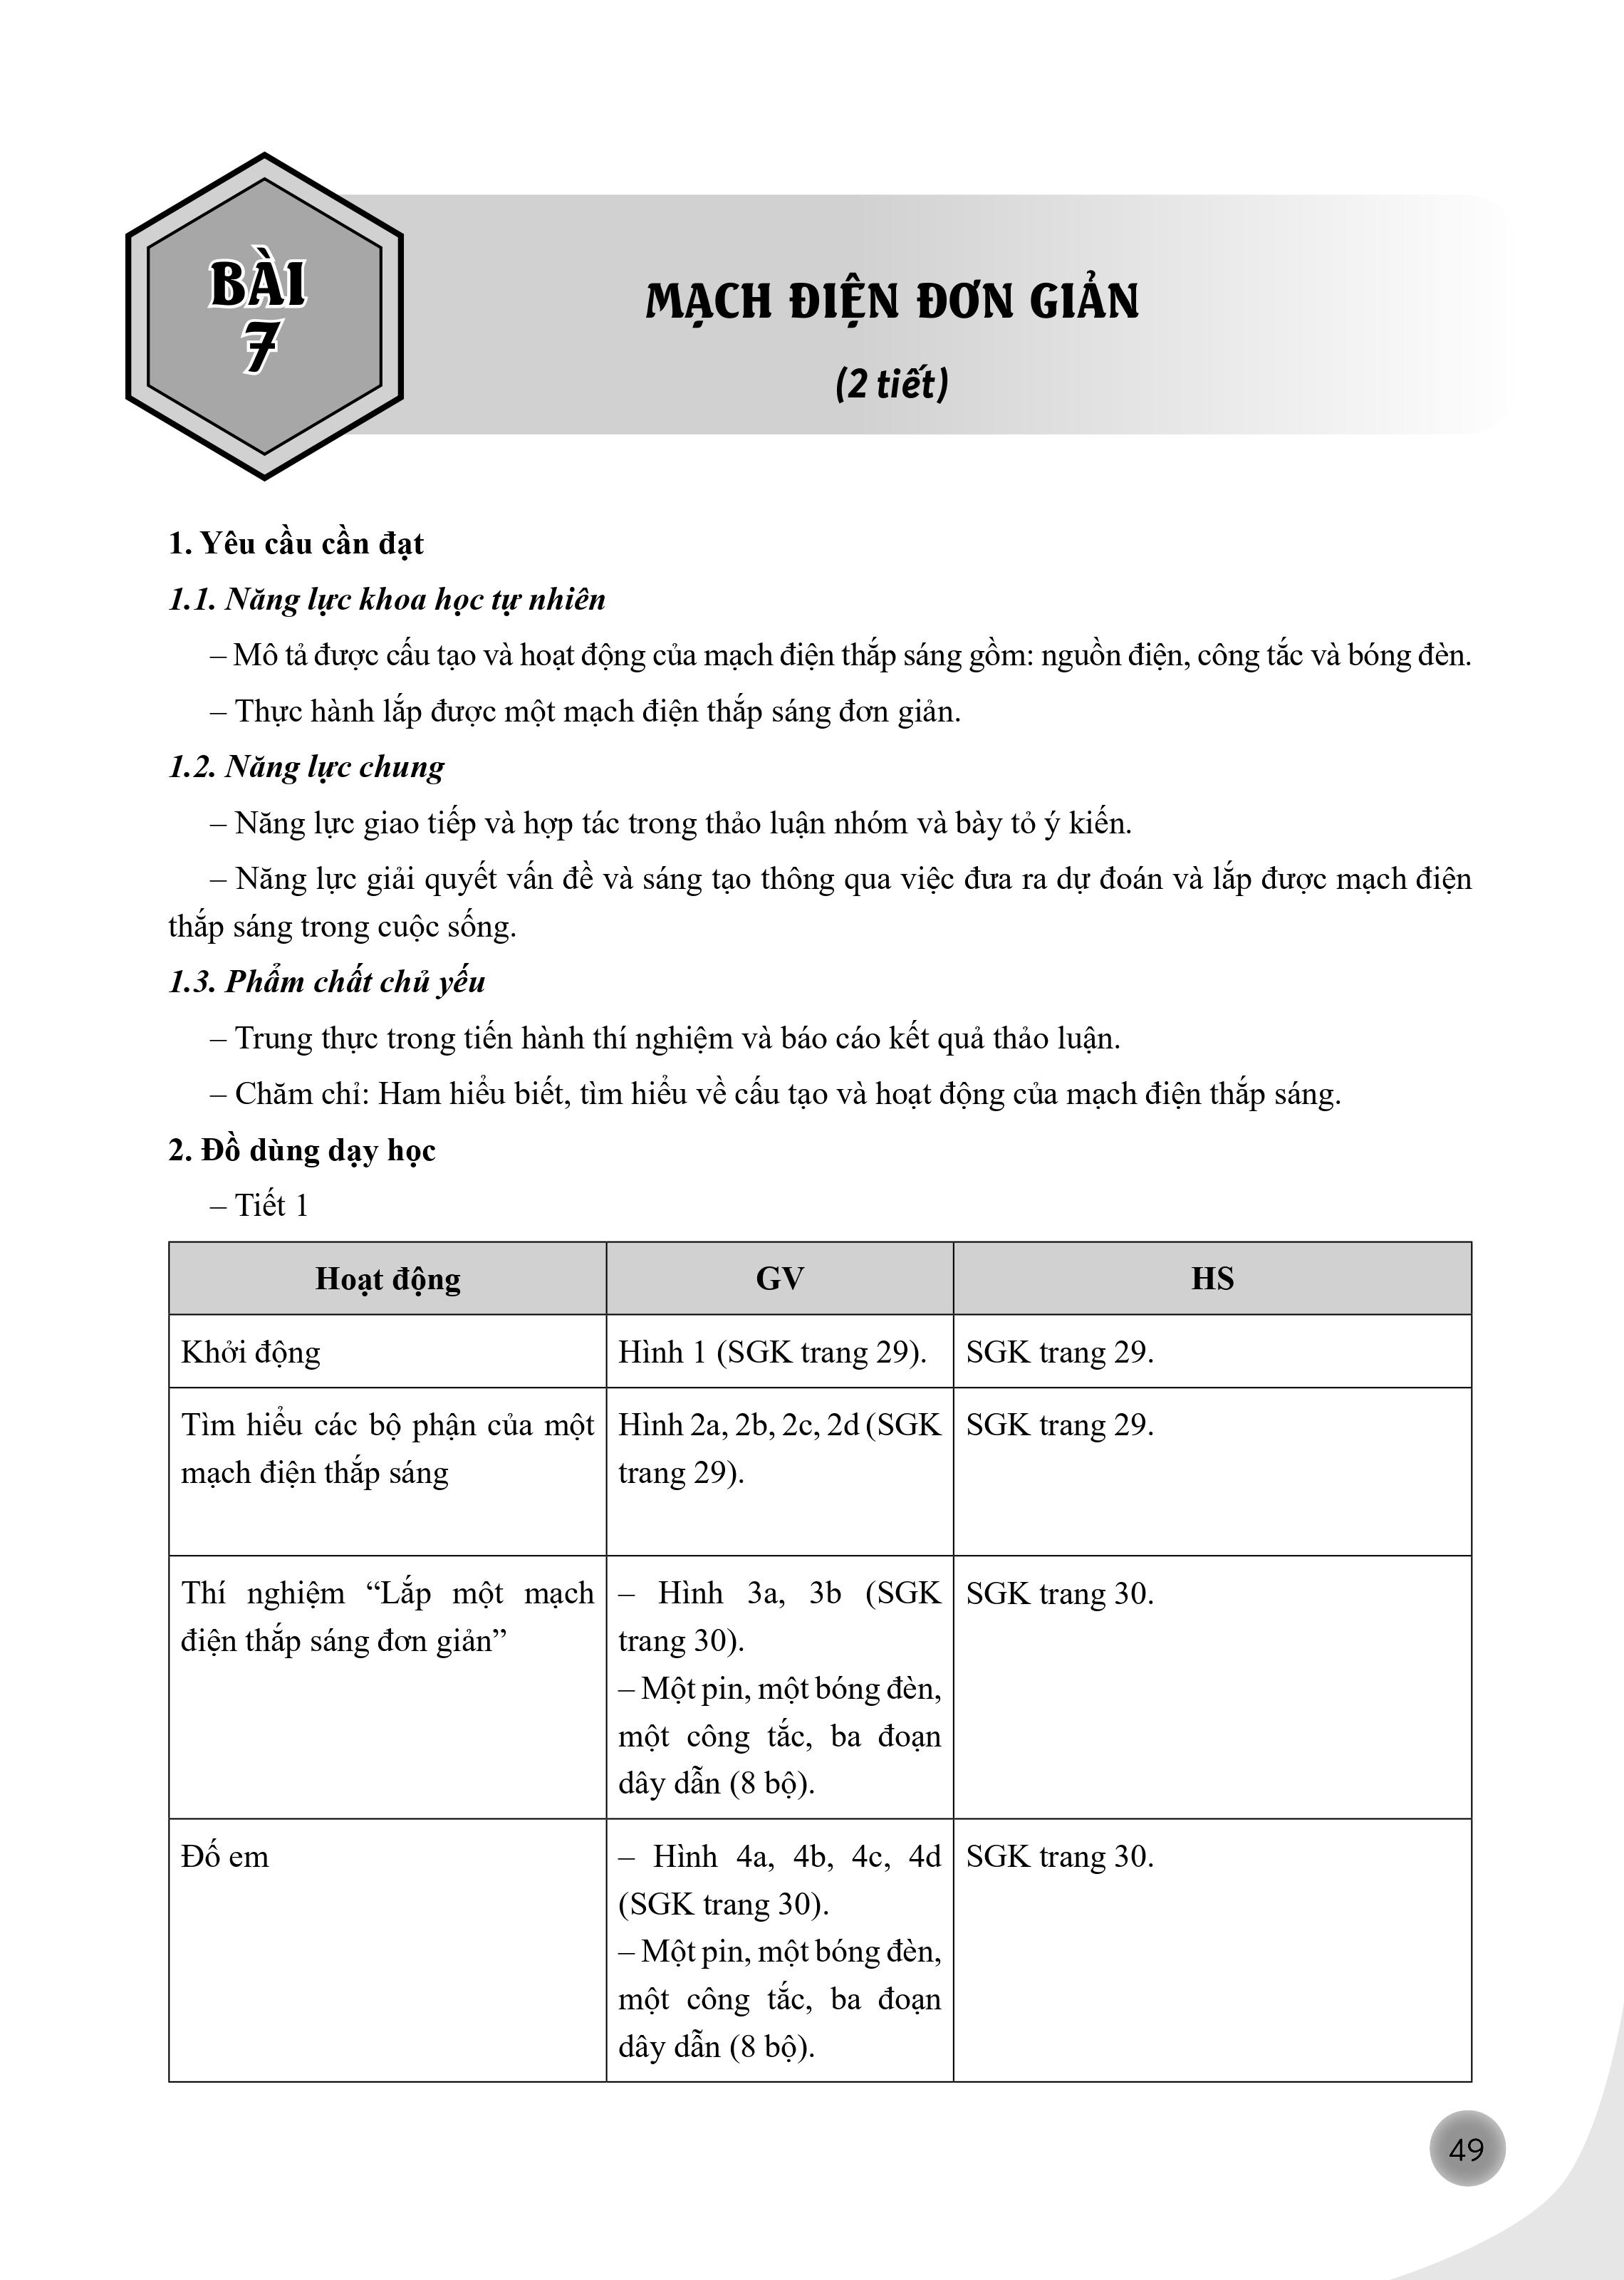 BÀI
7
MẠCH ĐIỆN ĐƠN GIẢN
(2 tiết)
1. Yêu cầu cần đạt
1.1. Năng lực khoa học tự nhiên
– Mô tả được cấu tạo và hoạt động của mạch điện thắp sáng gồm: nguồn điện, công tắc và bóng đèn.
– Thực hành lắp được một mạch điện thắp sáng đơn giản.
1.2. Năng lực chung
– Năng lực giao tiếp và hợp tác trong thảo luận nhóm và bày tỏ ý kiến.
– Năng lực giải quyết vấn đề và sáng tạo thông qua việc đưa ra dự đoán và lắp được mạch điện
thắp sáng trong cuộc sống.
1.3. Phẩm chất chủ yếu
– Trung thực trong tiến hành thí nghiệm và báo cáo kết quả thảo luận.
– Chăm chỉ: Ham hiểu biết, tìm hiểu về cấu tạo và hoạt động của mạch điện thắp sáng.
2. Đồ dùng dạy học
– Tiết 1
Hoạt động
GV
HS
Khởi động
Hình 1 (SGK trang 29).
SGK trang 29.
Tìm hiểu các bộ phận của một
mạch điện thắp sáng
Hình 2a, 2b, 2c, 2d (SGK
trang 29).
SGK trang 29.
Thí nghiệm “Lắp một mạch
điện thắp sáng đơn giản”
– Hình 3a, 3b (SGK
trang 30).
– Một pin, một bóng đèn,
một công tắc, ba đoạn
dây dẫn (8 bộ).
SGK trang 30.
Đố em
– Hình 4a, 4b, 4c, 4d
(SGK trang 30).
– Một pin, một bóng đèn,
một công tắc, ba đoạn
dây dẫn (8 bộ).
SGK trang 30.
49